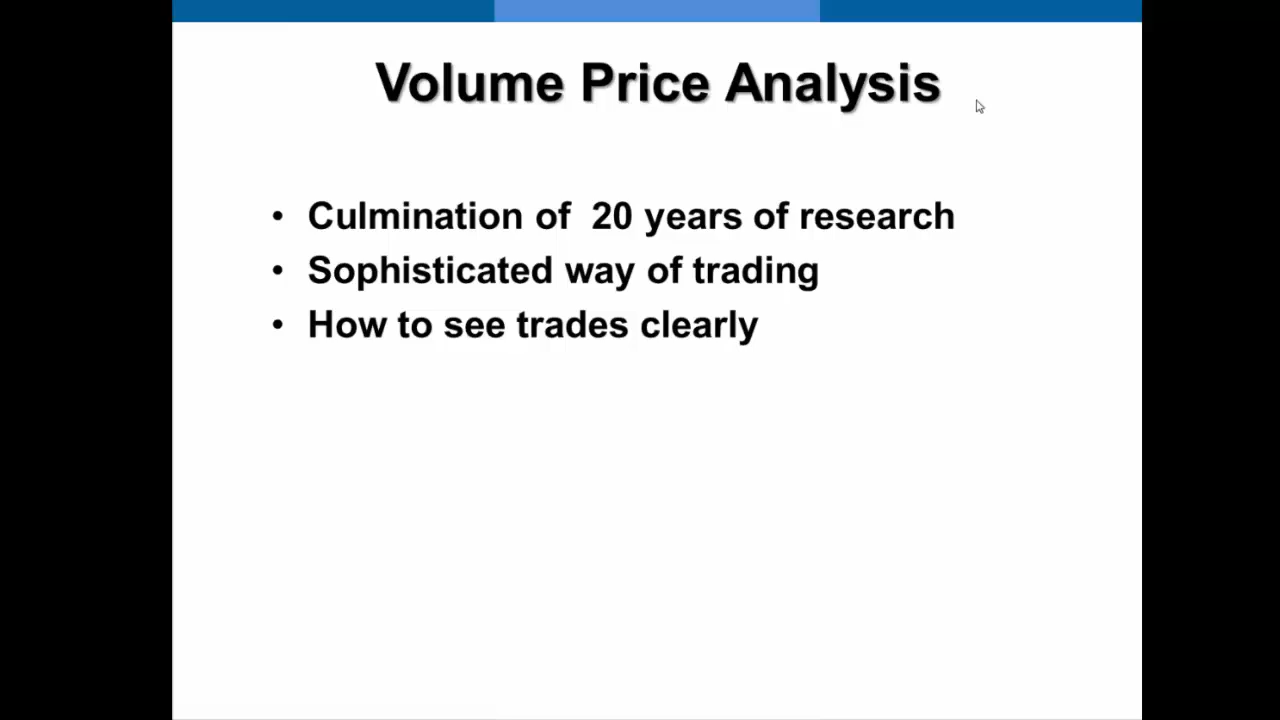 Volume Price Analysis
• Culmination of  20 years of research
• Sophisticated way of trading
• How to see trades clearly